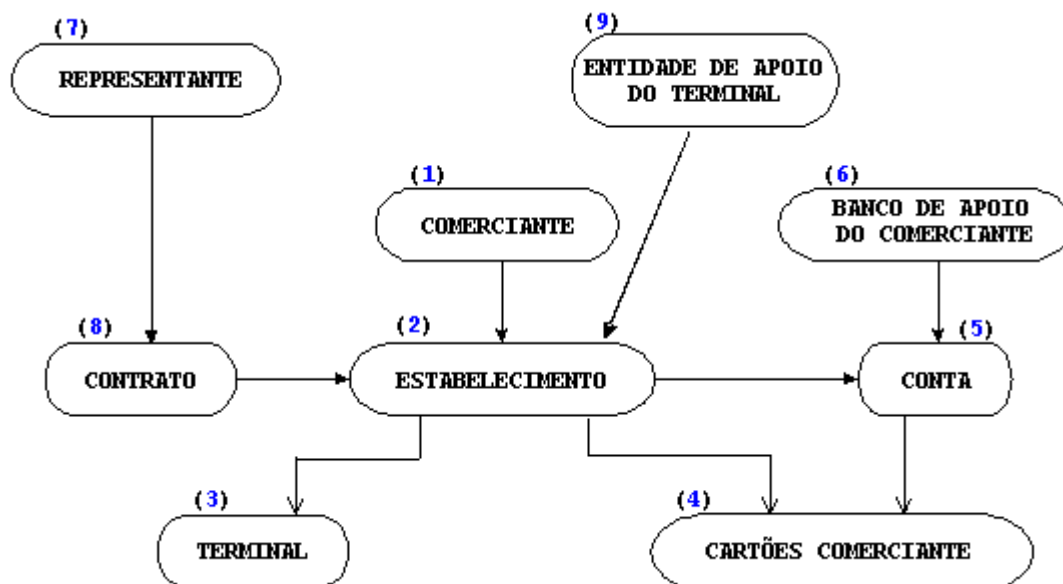 (7)
REPRESENTANTE
(9)
ENTIDADE DE APOIO
DO TERMINAL
(1)
COMERCIANTE
(6)
BANCO DE APOIO
DO COMERCIANTE
(8)
CONTRATO
(2)
ESTABELECIMENTO
(5)
CONTA
(3)
TERMINAL
(4)
CARTÕES COMERCIANTE